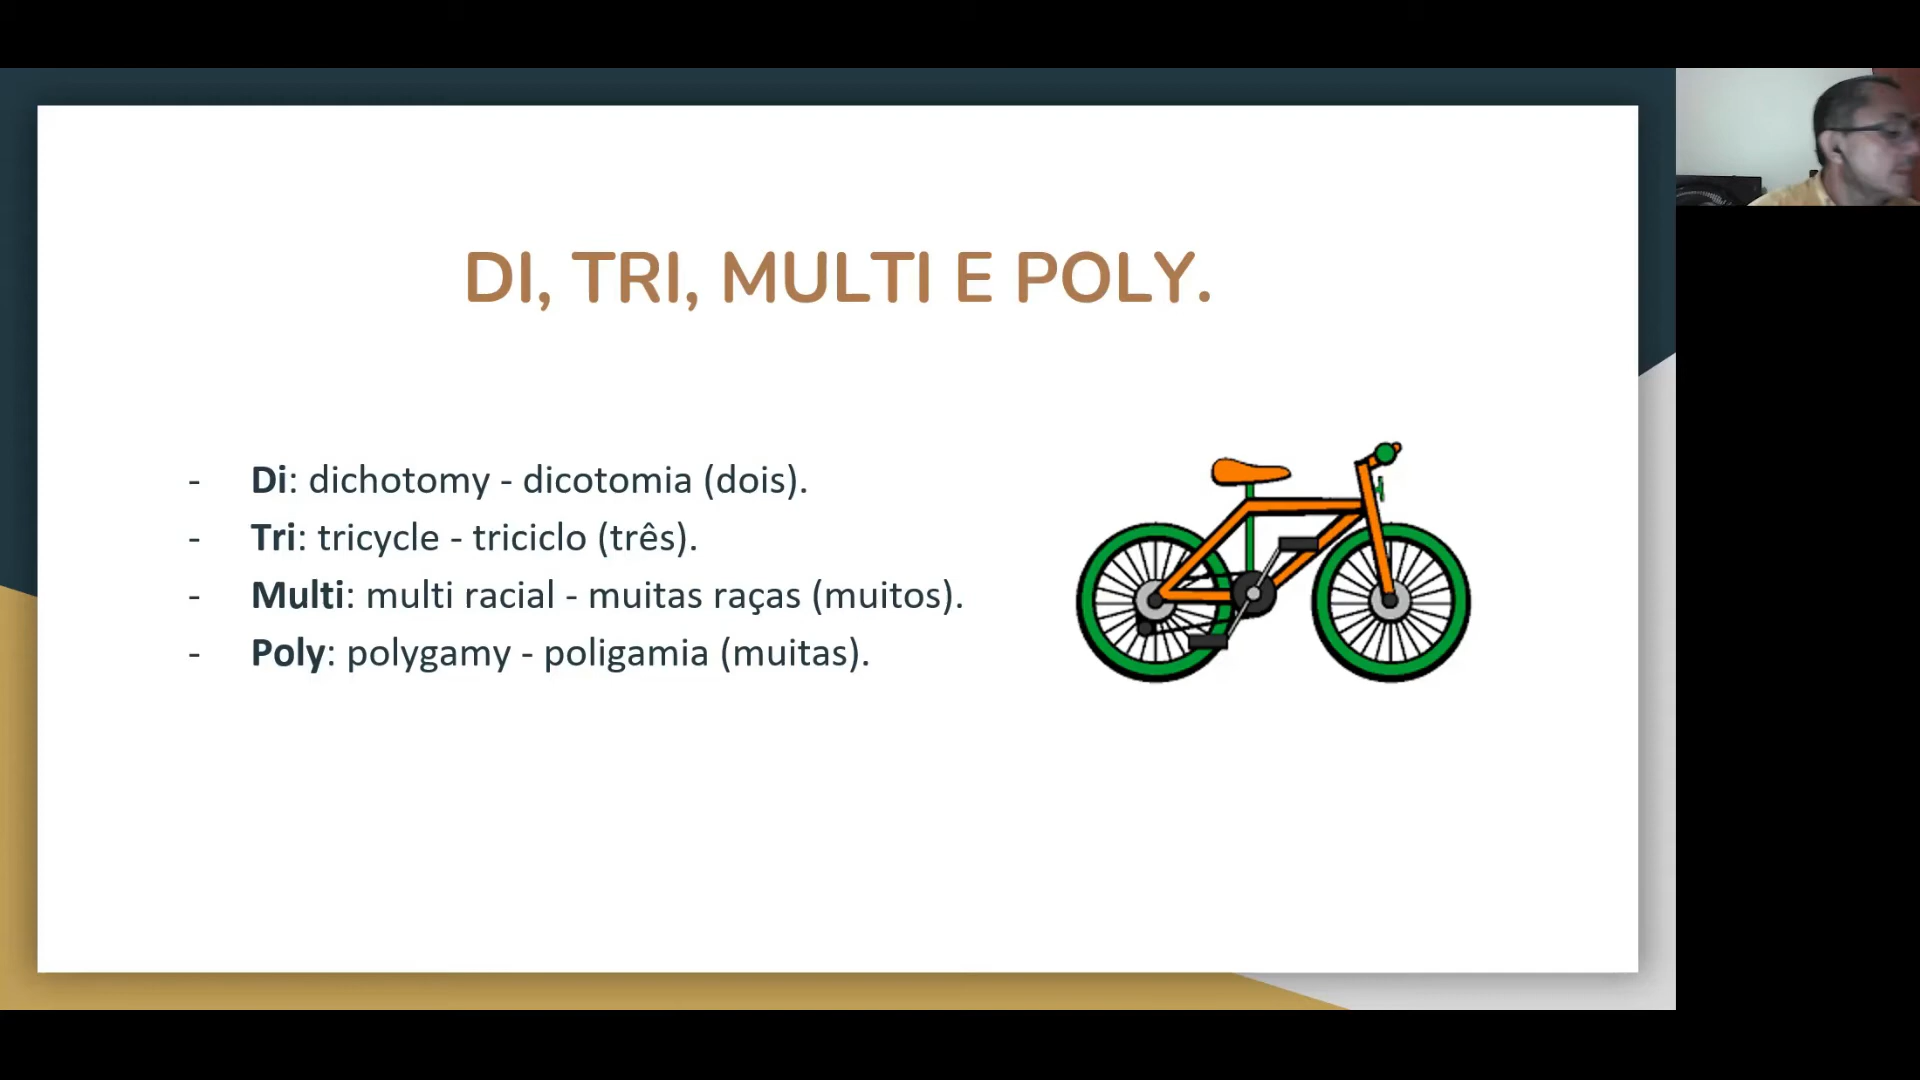 DI, TRI, MULTI E POLY.
- Di: dichotomy - dicotomia (dois).
- Tri: tricycle - triciclo (três).
- Multi: multi racial - muitas raças (muitos).
- Poly: polygamy - poligamia (muitas).